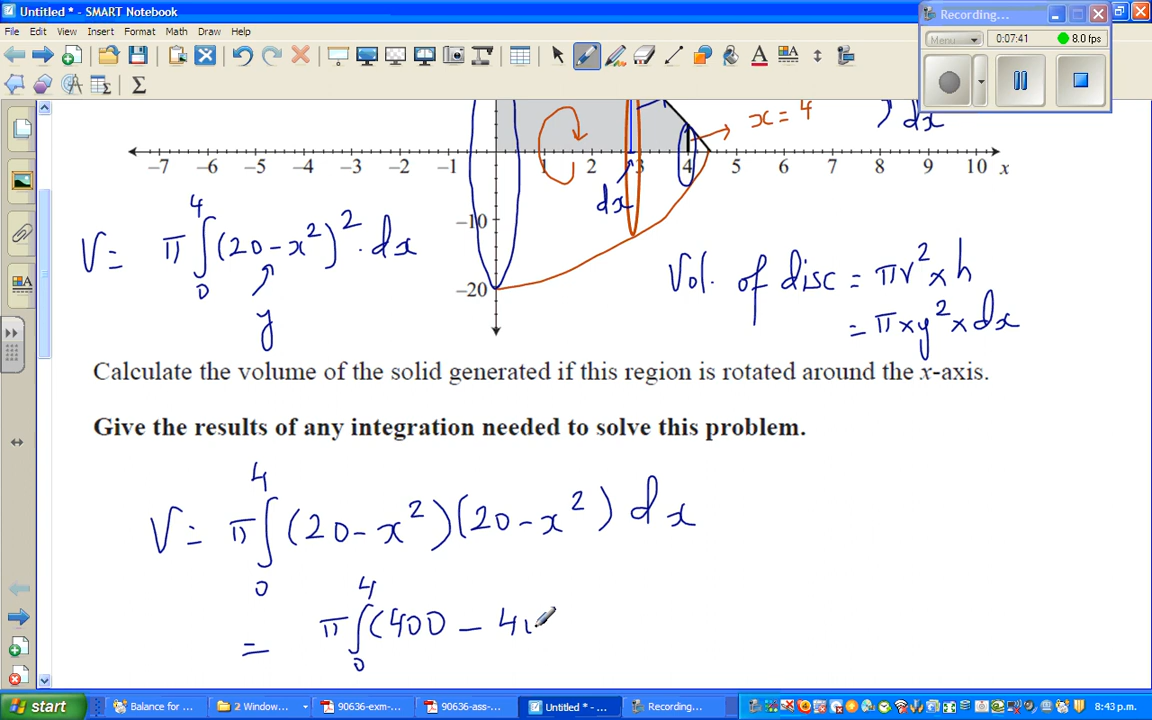 Untitled * - SMART Notebook
Recording...
File Edit View Insert Format Math Draw Help
Menu 0:07:41 8.0 fps
x = 4
dx
-7 -6 -5 -4 -3 -2 -1 1 2 3 4 5 6 7 8 9 10 x
dx
-10
V = π∫₀⁴(20-x²)². dx
y
-20
Vol. of disc = πr² × h
= π×y²×dx
Calculate the volume of the solid generated if this region is rotated around the x-axis.
Give the results of any integration needed to solve this problem.
V = π∫₀⁴ (20-x²)(20-x²) dx
= π∫₀⁴(400 - 4
start Balance for ... 2 Window... 90636-exm-... 90636-ass-... Untitled * - ... Recording... 8:43 p.m.